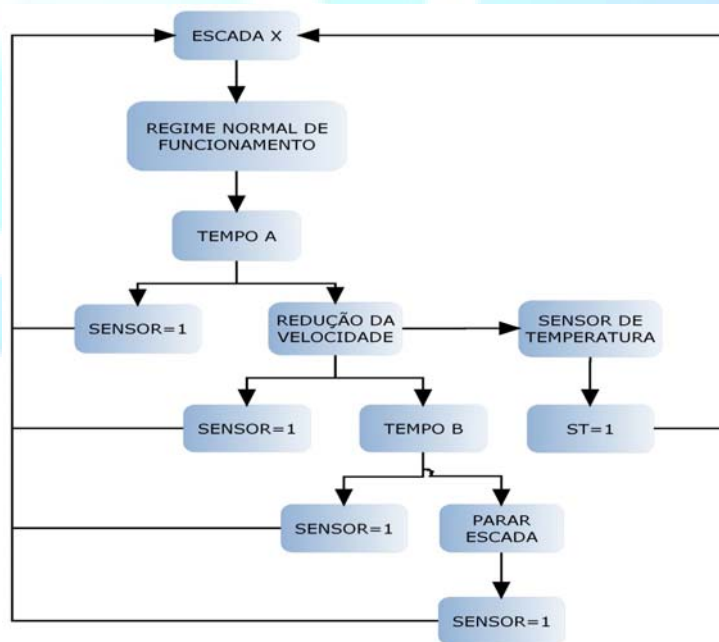 ESCADA X
REGIME NORMAL DE
FUNCIONAMENTO
TEMPO A
SENSOR=1
REDUÇÃO DA
VELOCIDADE
SENSOR DE
TEMPERATURA
SENSOR=1
TEMPO B
ST=1
SENSOR=1
PARAR
ESCADA
SENSOR=1